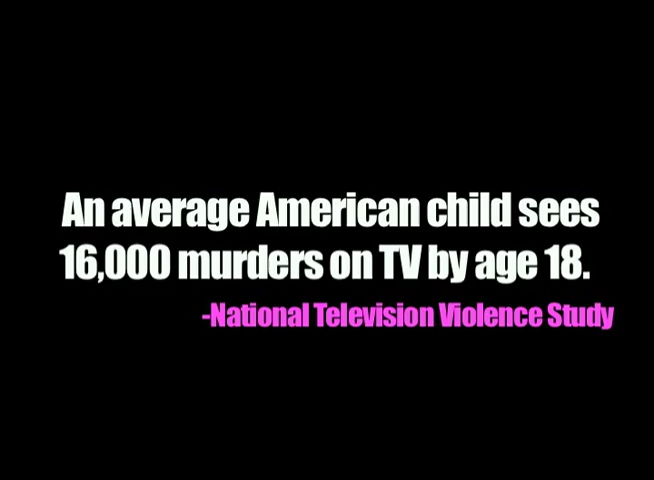 An average American child sees
16,000 murders on TV by age 18.
-National Television Violence Study